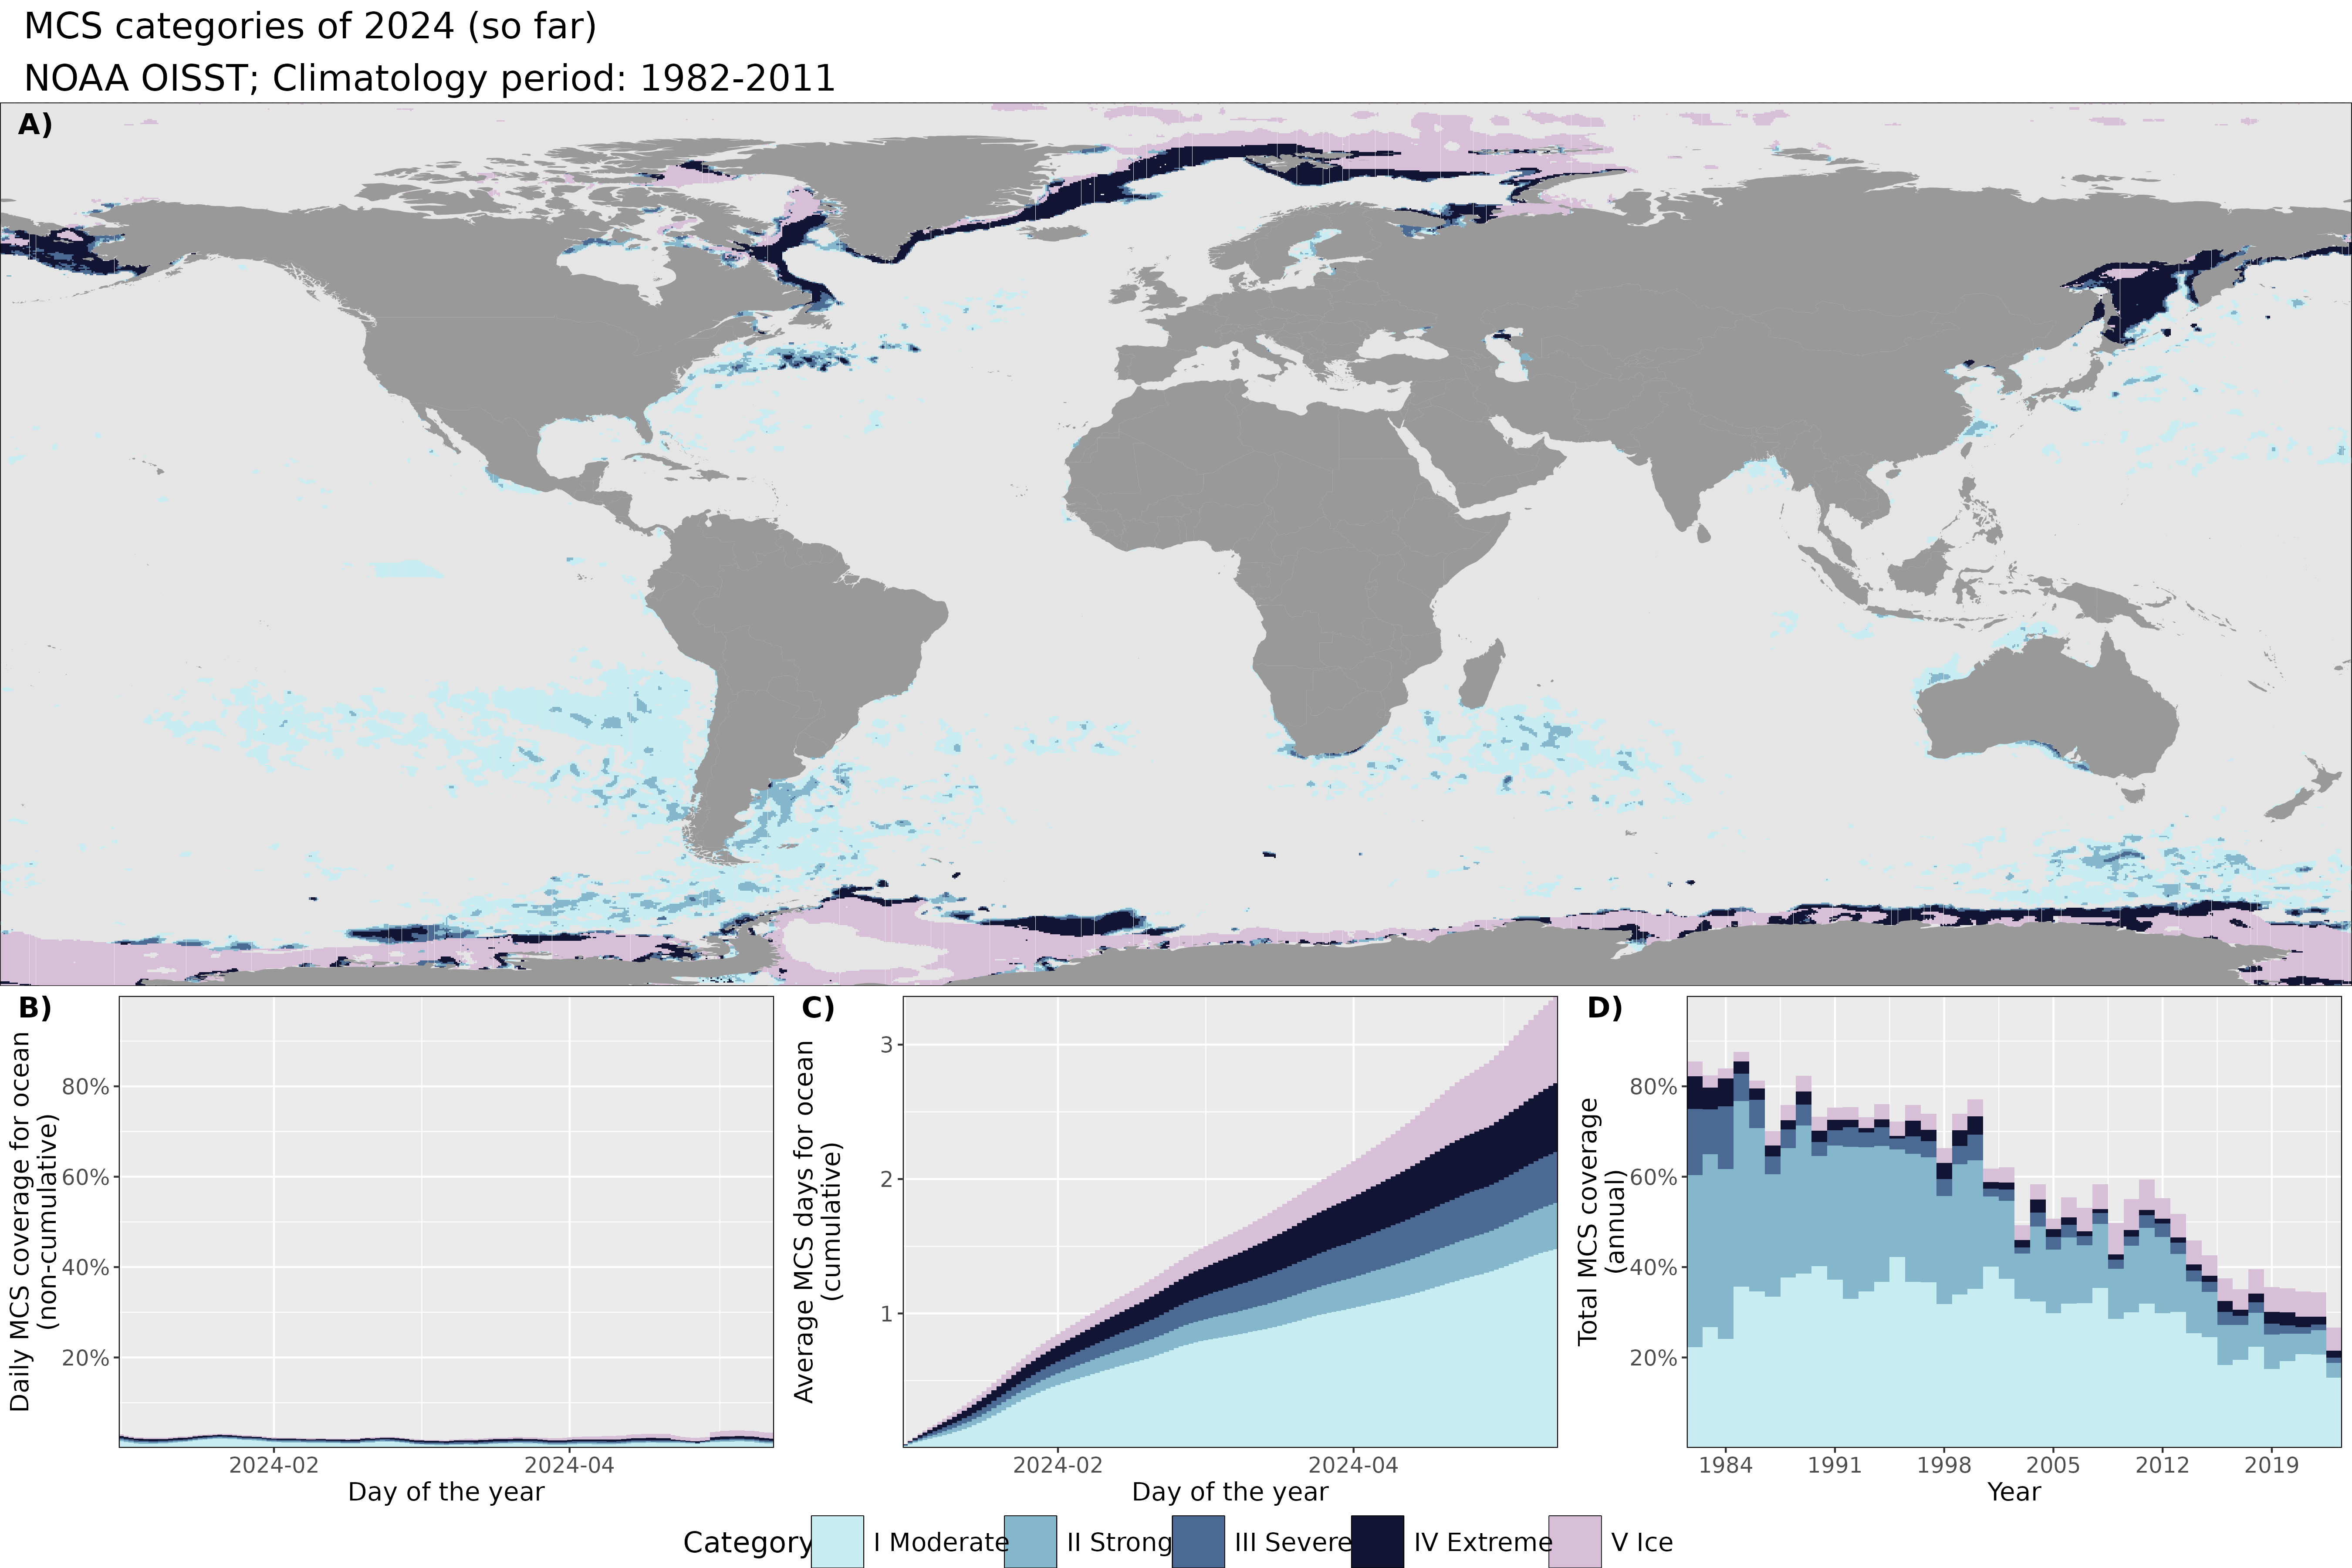 MCS categories of 2024 (so far)
NOAA OISST; Climatology period: 1982-2011
A)
B)
Daily MCS coverage for ocean
(non-cumulative)
80%
60%
40%
20%
2024-02
2024-04
Day of the year
C)
Average MCS days for ocean
(cumulative)
3
2
1
2024-02
2024-04
Day of the year
D)
Total MCS coverage
(annual)
80%
60%
40%
20%
1984
1991
1998
2005
2012
2019
Year
Category
I Moderate
II Strong
III Severe
IV Extreme
V Ice